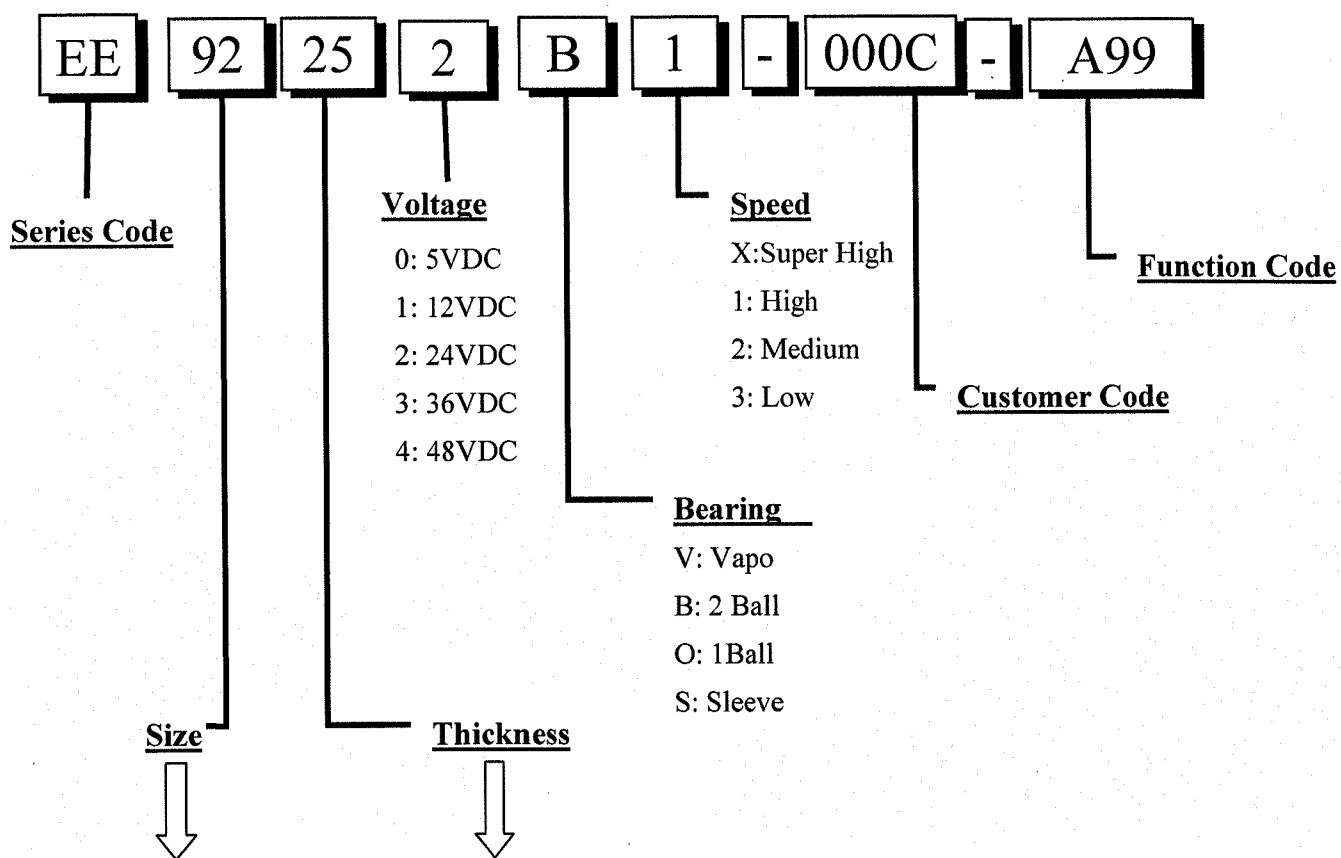 EE 92 25 2 B 1 - 000C - A99
Series Code
Voltage
0: 5VDC
1: 12VDC
2: 24VDC
3: 36VDC
4: 48VDC
Speed
X:Super High
1: High
2: Medium
3: Low
Function Code
Customer Code
Bearing
V: Vapo
B: 2 Ball
O: 1Ball
S: Sleeve
Size
Thickness